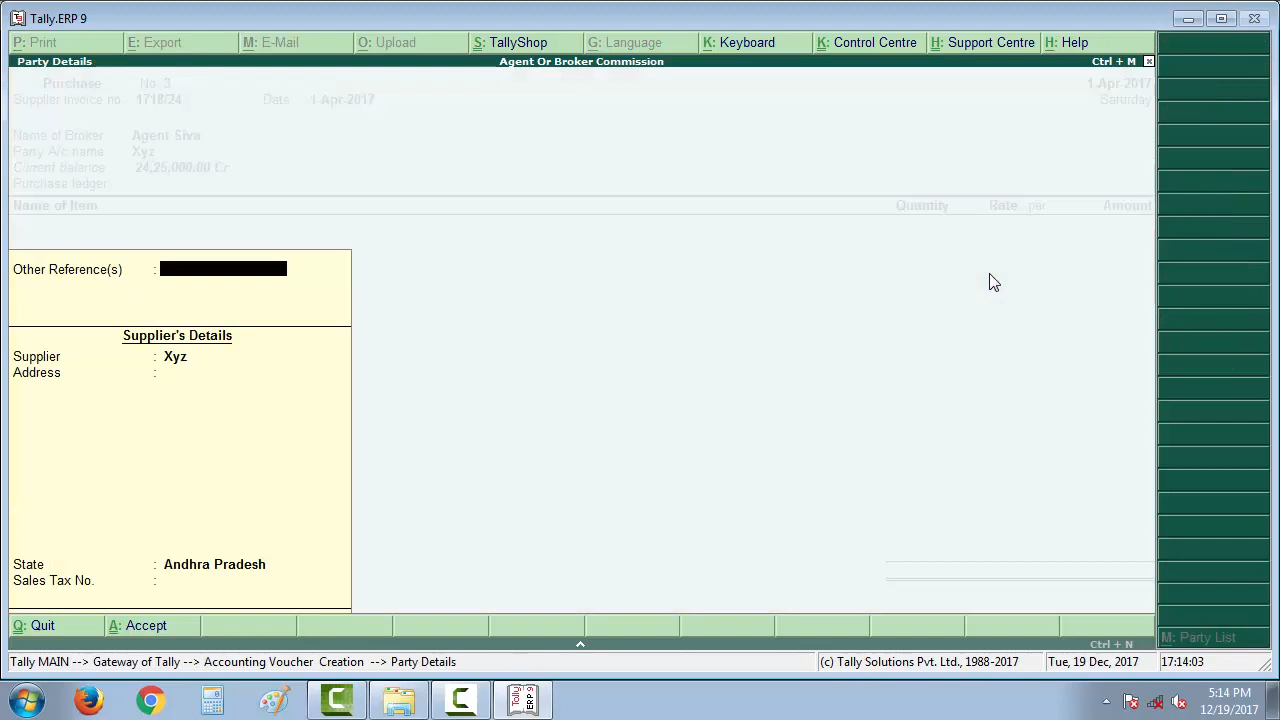 Tally.ERP 9
P: Print E: Export M: E-Mail O: Upload S: TallyShop G: Language K: Keyboard K: Control Centre H: Support Centre H: Help
Party Details Agent Or Broker Commission Ctrl + M
Purchase No. 3 1-Apr-2017
Supplier invoice no. 1718/24 Date 1-Apr-2017 Saturday
Name of Broker Agent Siva
Party A/c name Xyz
Current balance 24,25,000.00 Cr
Purchase ledger
Name of Item Quantity Rate per Amount
Other Reference(s) :
Supplier's Details
Supplier : Xyz
Address :
State : Andhra Pradesh
Sales Tax No. :
Q: Quit A: Accept
M: Party List
Ctrl + N
Tally MAIN --> Gateway of Tally --> Accounting Voucher Creation --> Party Details (c) Tally Solutions Pvt. Ltd., 1988-2017 Tue, 19 Dec, 2017 17:14:03
Tally ERP 9
5:14 PM
12/19/2017